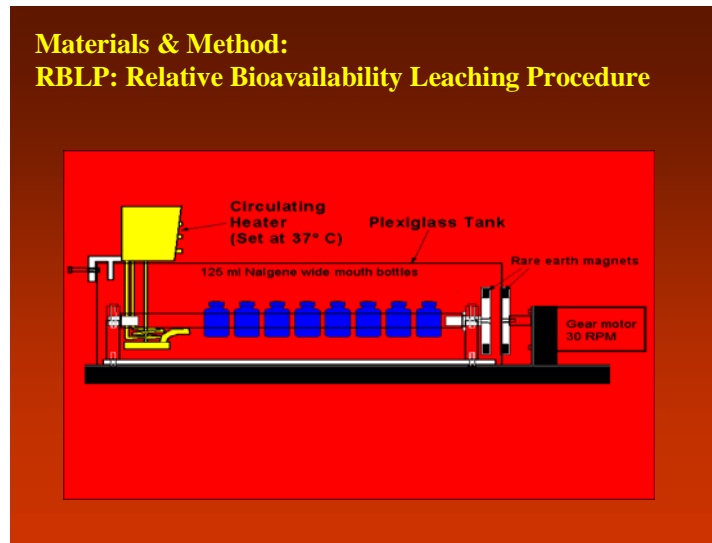 Materials & Method:
RBLP: Relative Bioavailability Leaching Procedure
Circulating
Heater
(Set at 37° C)
Plexiglass Tank
Rare earth magnets
125 ml Nalgene wide mouth bottles
Gear motor
30 RPM